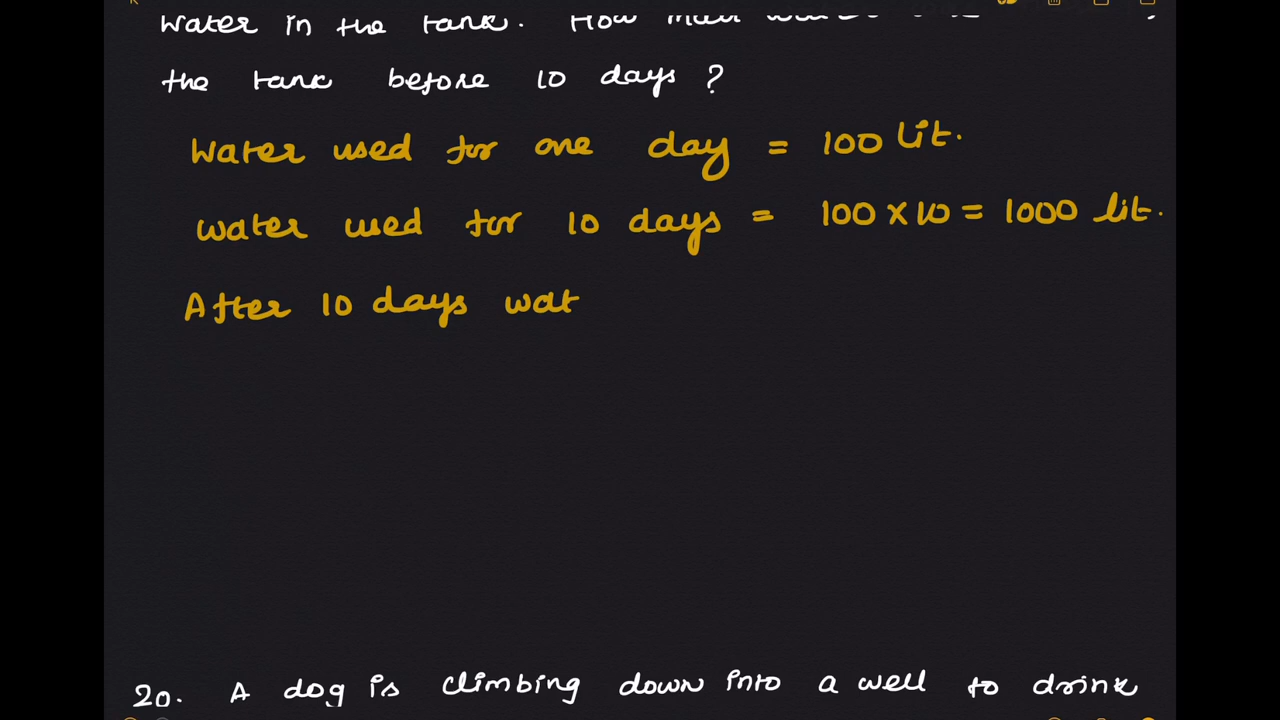 water in the tank. How
the tank before 10 days ?
Water used for one day = 100 Lit.
water used for 10 days = 100 x 10 = 1000 lit.
After 10 days wat
20. A dog is climbing down into a well to drink